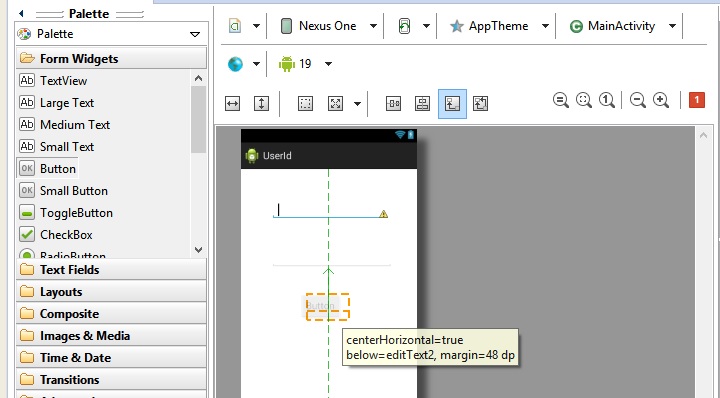 Palette
Palette
Form Widgets
Ab TextView
Ab Large Text
Ab Medium Text
Ab Small Text
OK Button
OK Small Button
ToggleButton
CheckBox
RadioButton
Text Fields
Layouts
Composite
Images & Media
Time & Date
Transitions
Nexus One
AppTheme
C MainActivity
19
1
1
UserId
Button
centerHorizontal=true
below=editText2, margin=48 dp